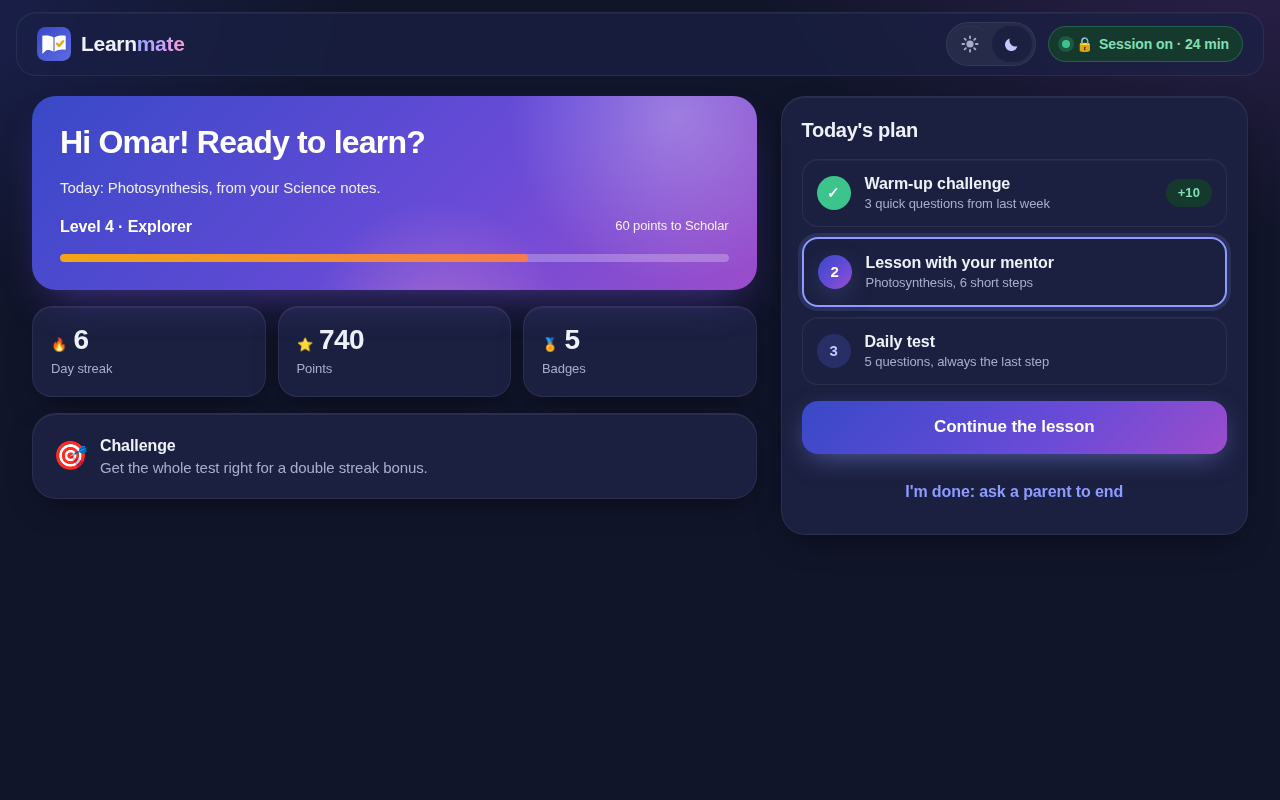 Learnmate
Session on · 24 min
Hi Omar! Ready to learn?
Today: Photosynthesis, from your Science notes.
Level 4 · Explorer
60 points to Scholar
6
Day streak
740
Points
5
Badges
Challenge
Get the whole test right for a double streak bonus.
Today's plan
Warm-up challenge
3 quick questions from last week
+10
2
Lesson with your mentor
Photosynthesis, 6 short steps
3
Daily test
5 questions, always the last step
Continue the lesson
I'm done: ask a parent to end